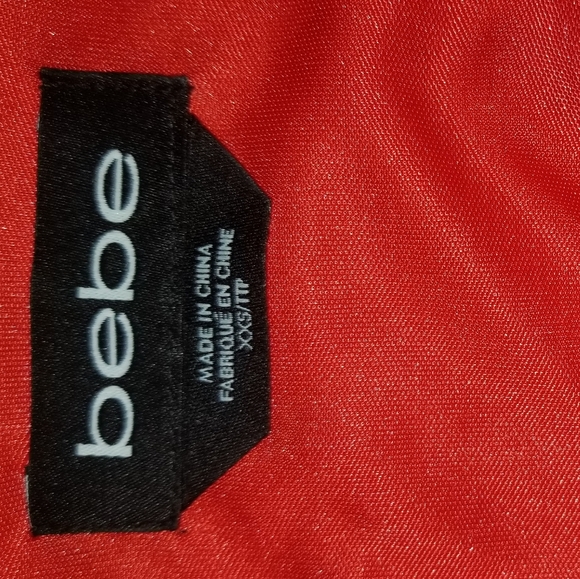 bebe
MADE IN CHINA
FABRIQUÉ EN CHINE
XXS/TTP